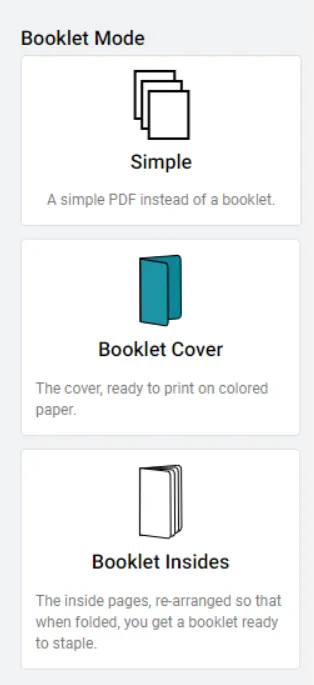 Booklet Mode
Simple
A simple PDF instead of a booklet.
Booklet Cover
The cover, ready to print on colored
paper.
Booklet Insides
The inside pages, re-arranged so that
when folded, you get a booklet ready
to staple.